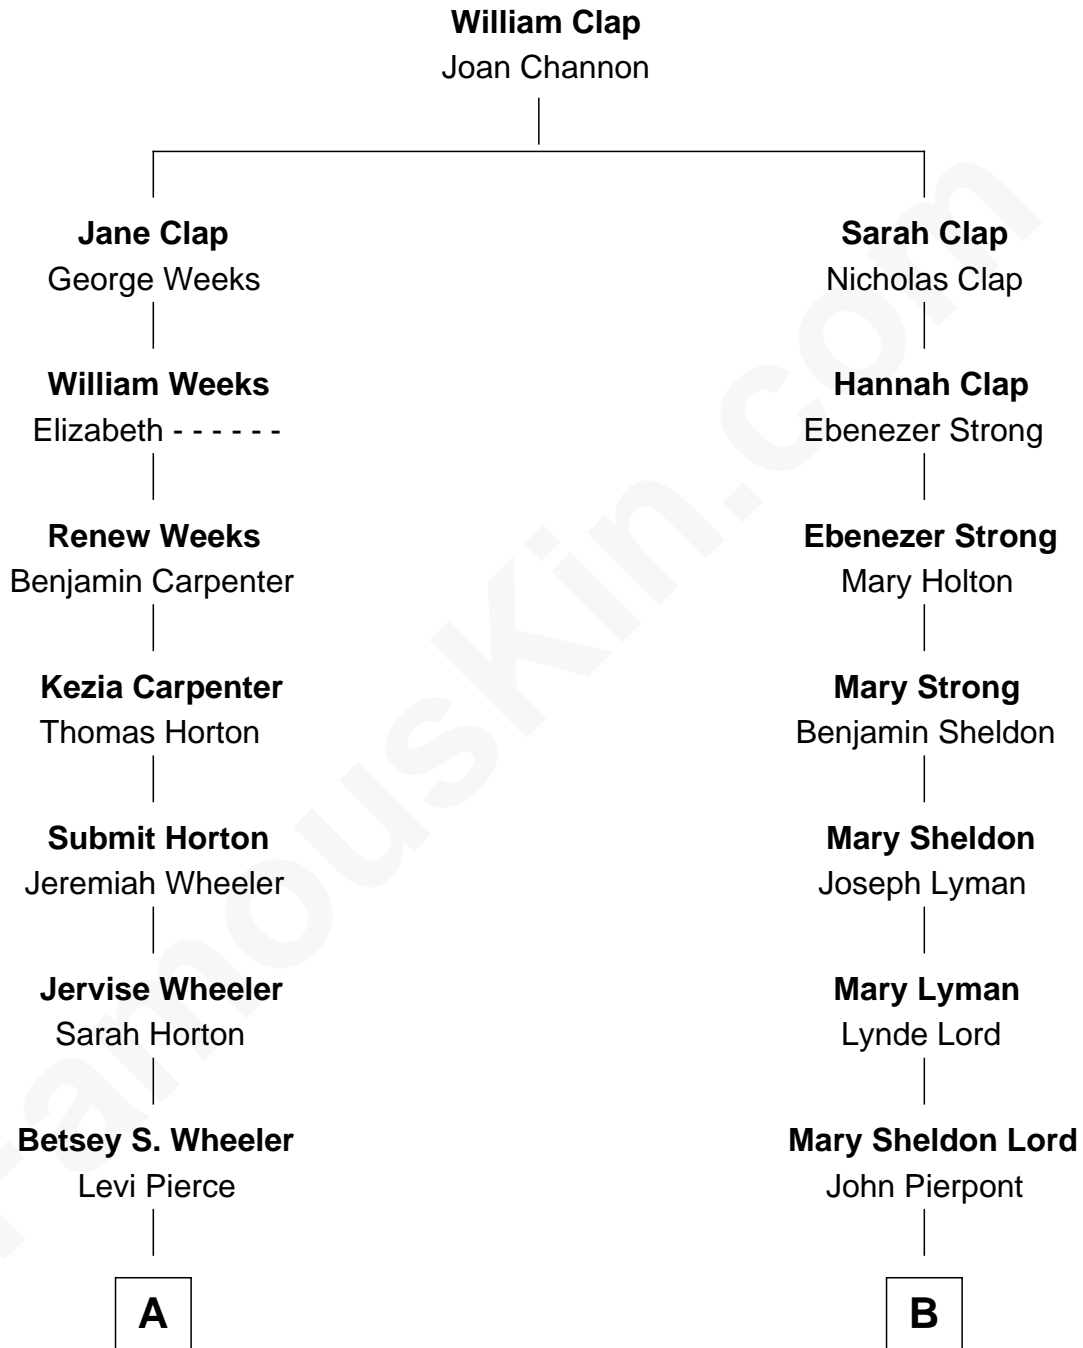 William Clap
Joan Channon
Jane Clap
George Weeks
Sarah Clap
Nicholas Clap
William Weeks
Elizabeth - - - - - -
Hannah Clap
Ebenezer Strong
Renew Weeks
Benjamin Carpenter
Ebenezer Strong
Mary Holton
Kezia Carpenter
Thomas Horton
Mary Strong
Benjamin Sheldon
Submit Horton
Jeremiah Wheeler
Mary Sheldon
Joseph Lyman
Jervise Wheeler
Sarah Horton
Mary Lyman
Lynde Lord
Betsey S. Wheeler
Levi Pierce
Mary Sheldon Lord
John Pierpont
A
B
FamousKin.com